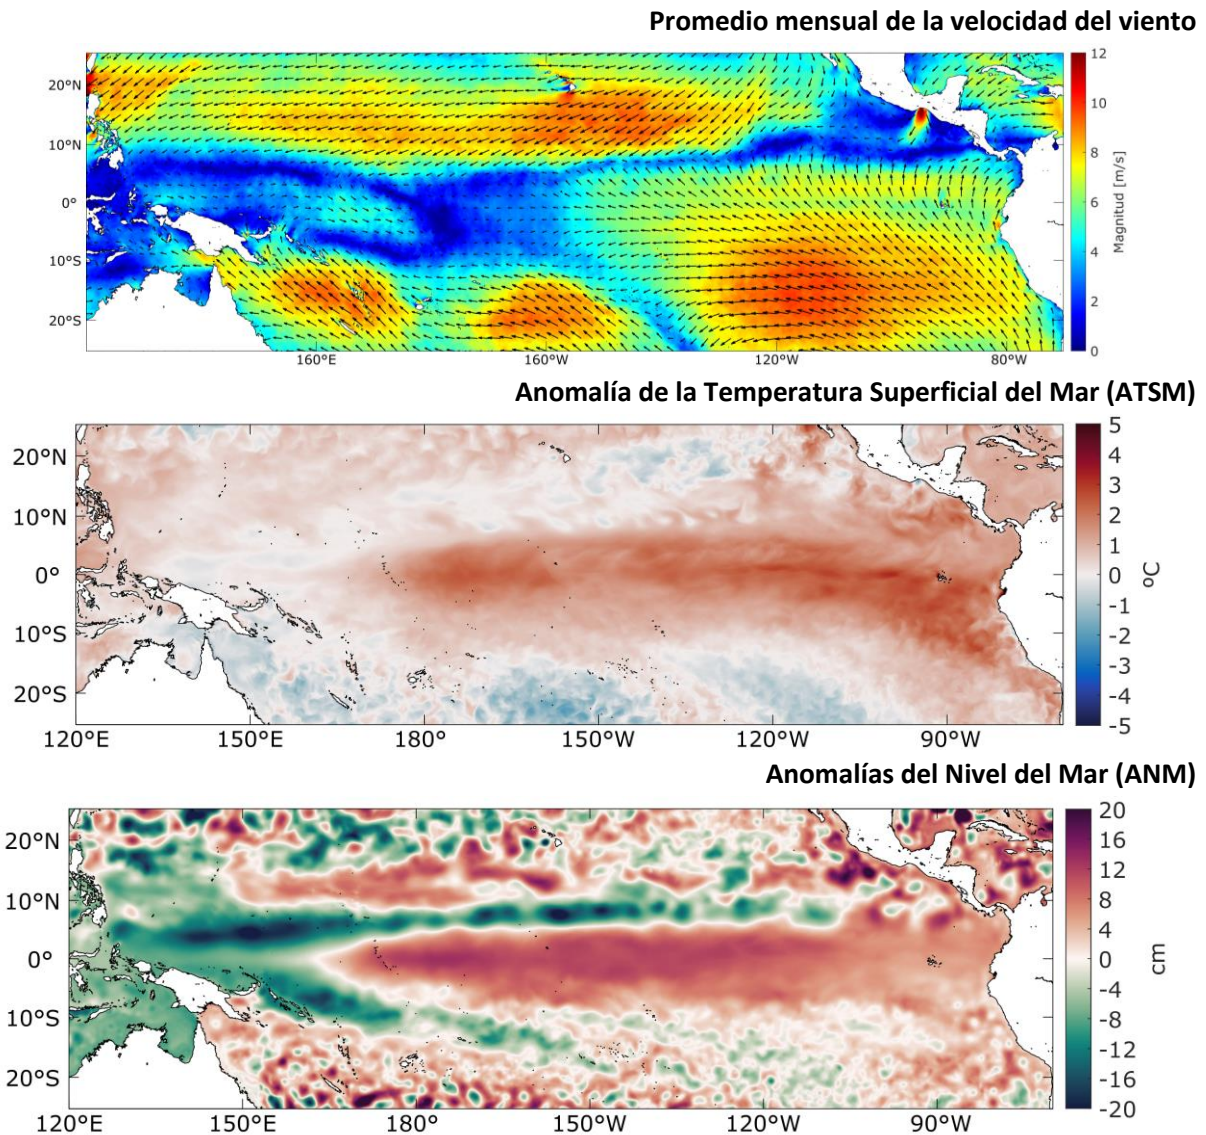 Promedio mensual de la velocidad del viento
20°N
10°N
0°
10°S
20°S
160°E
160°W
120°W
80°W
12
10
8
6
4
2
0
Magnitud [m/s]
Anomalía de la Temperatura Superficial del Mar (ATSM)
20°N
10°N
0°
10°S
20°S
120°E
150°E
180°
150°W
120°W
90°W
5
4
3
2
1
0
-1
-2
-3
-4
-5
ºC
Anomalías del Nivel del Mar (ANM)
20°N
10°N
0°
10°S
20°S
120°E
150°E
180°
150°W
120°W
90°W
20
16
12
8
4
0
-4
-8
-12
-16
-20
cm